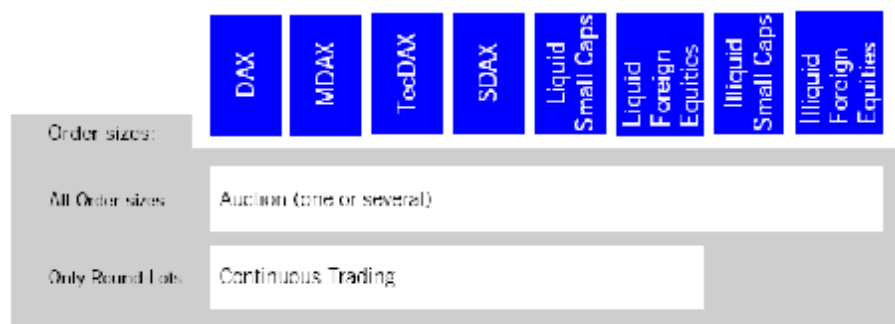 DAX
MDAX
TecDAX
SDAX
Liquid
Small Caps
Liquid
Foreign
Equities
Illiquid
Small Caps
Illiquid
Foreign
Equities
Order sizes:
All Order sizes
Auction (one or several)
Only Round Lots
Continuous Trading